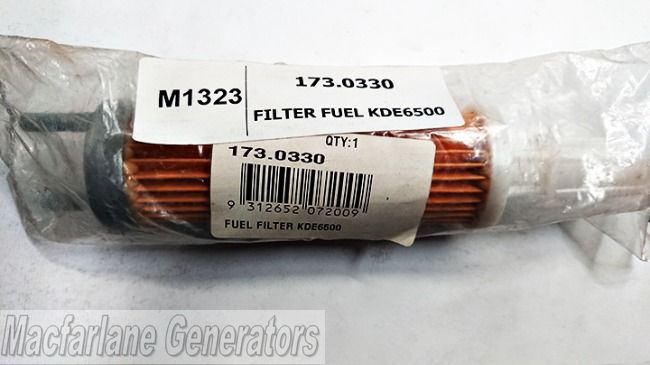 M1323
173.0330
FILTER FUEL KDE6500
QTY:1
173.0330
9 312652 072009
FUEL FILTER KDE6500
Macfarlane Generators